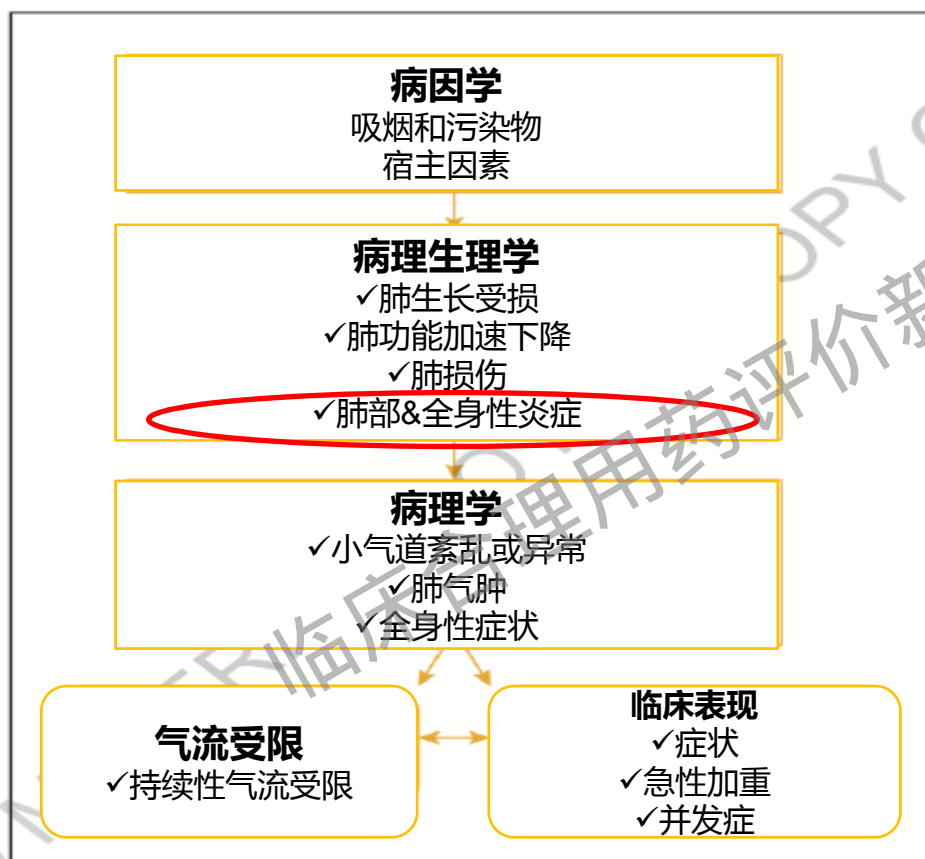 病因学
吸烟和污染物
宿主因素
病理生理学
✓肺生长受损
✓肺功能加速下降
✓肺损伤
✓肺部&全身性炎症
病理学
✓小气道紊乱或异常
✓肺气肿
✓全身性症状
气流受限
✓持续性气流受限
临床表现
✓症状
✓急性加重
✓并发症
临床合理用药评价新
OPY